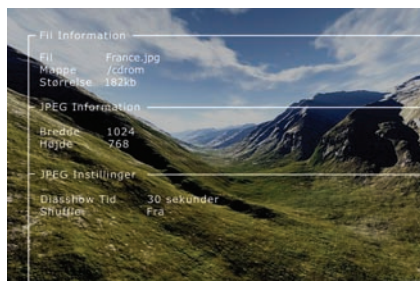 Fil Information
Fil France.jpg
Mappe /cdrom
Størrelse 182kb
JPEG Information
Bredde 1024
Højde 768
JPEG Instillinger
Diasshow Tid 30 sekunder
Shuffle Fra